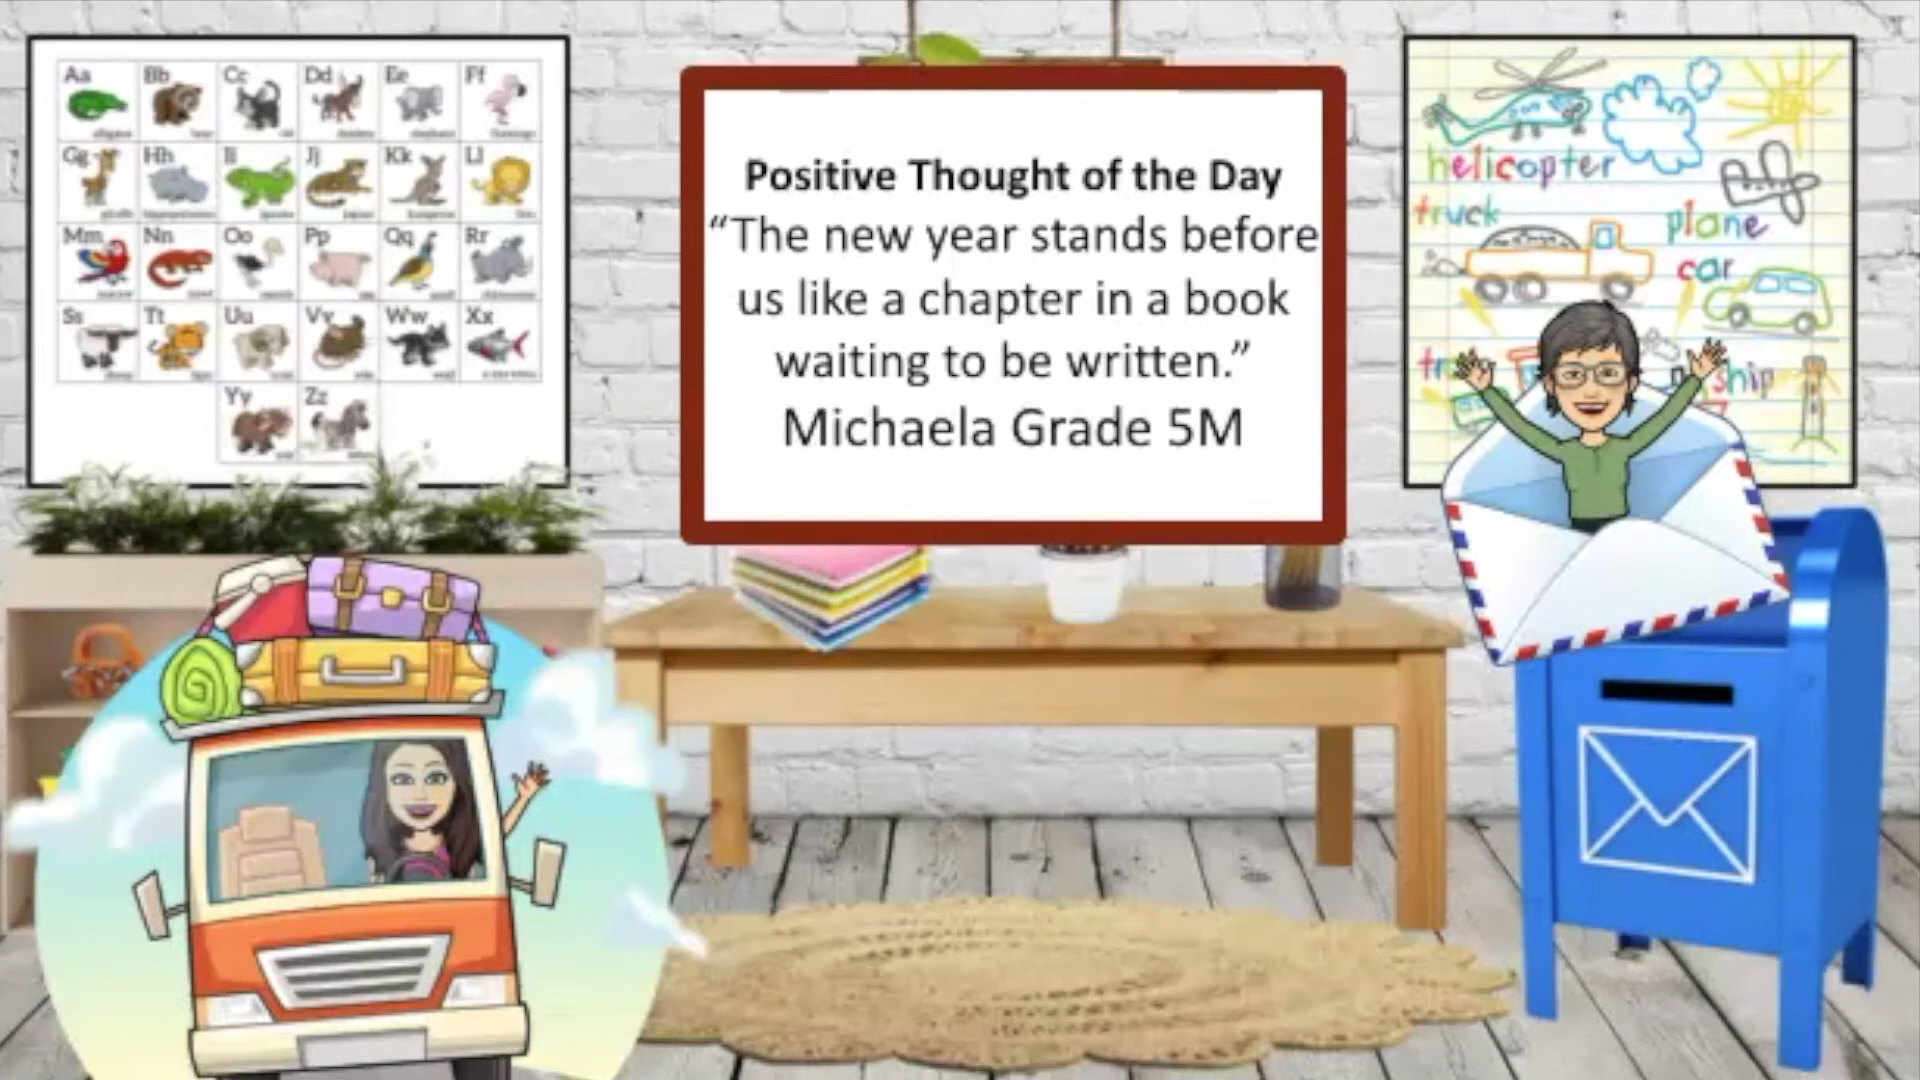 Aa Bb Cc Dd Ee Ff
Gg Hh Ii Jj Kk Ll
Mm Nn Oo Pp Qq Rr
Ss Tt Uu Vv Ww Xx
Yy Zz
Positive Thought of the Day
“The new year stands before
us like a chapter in a book
waiting to be written.”
Michaela Grade 5M
helicopter
truck
plane
car
ship